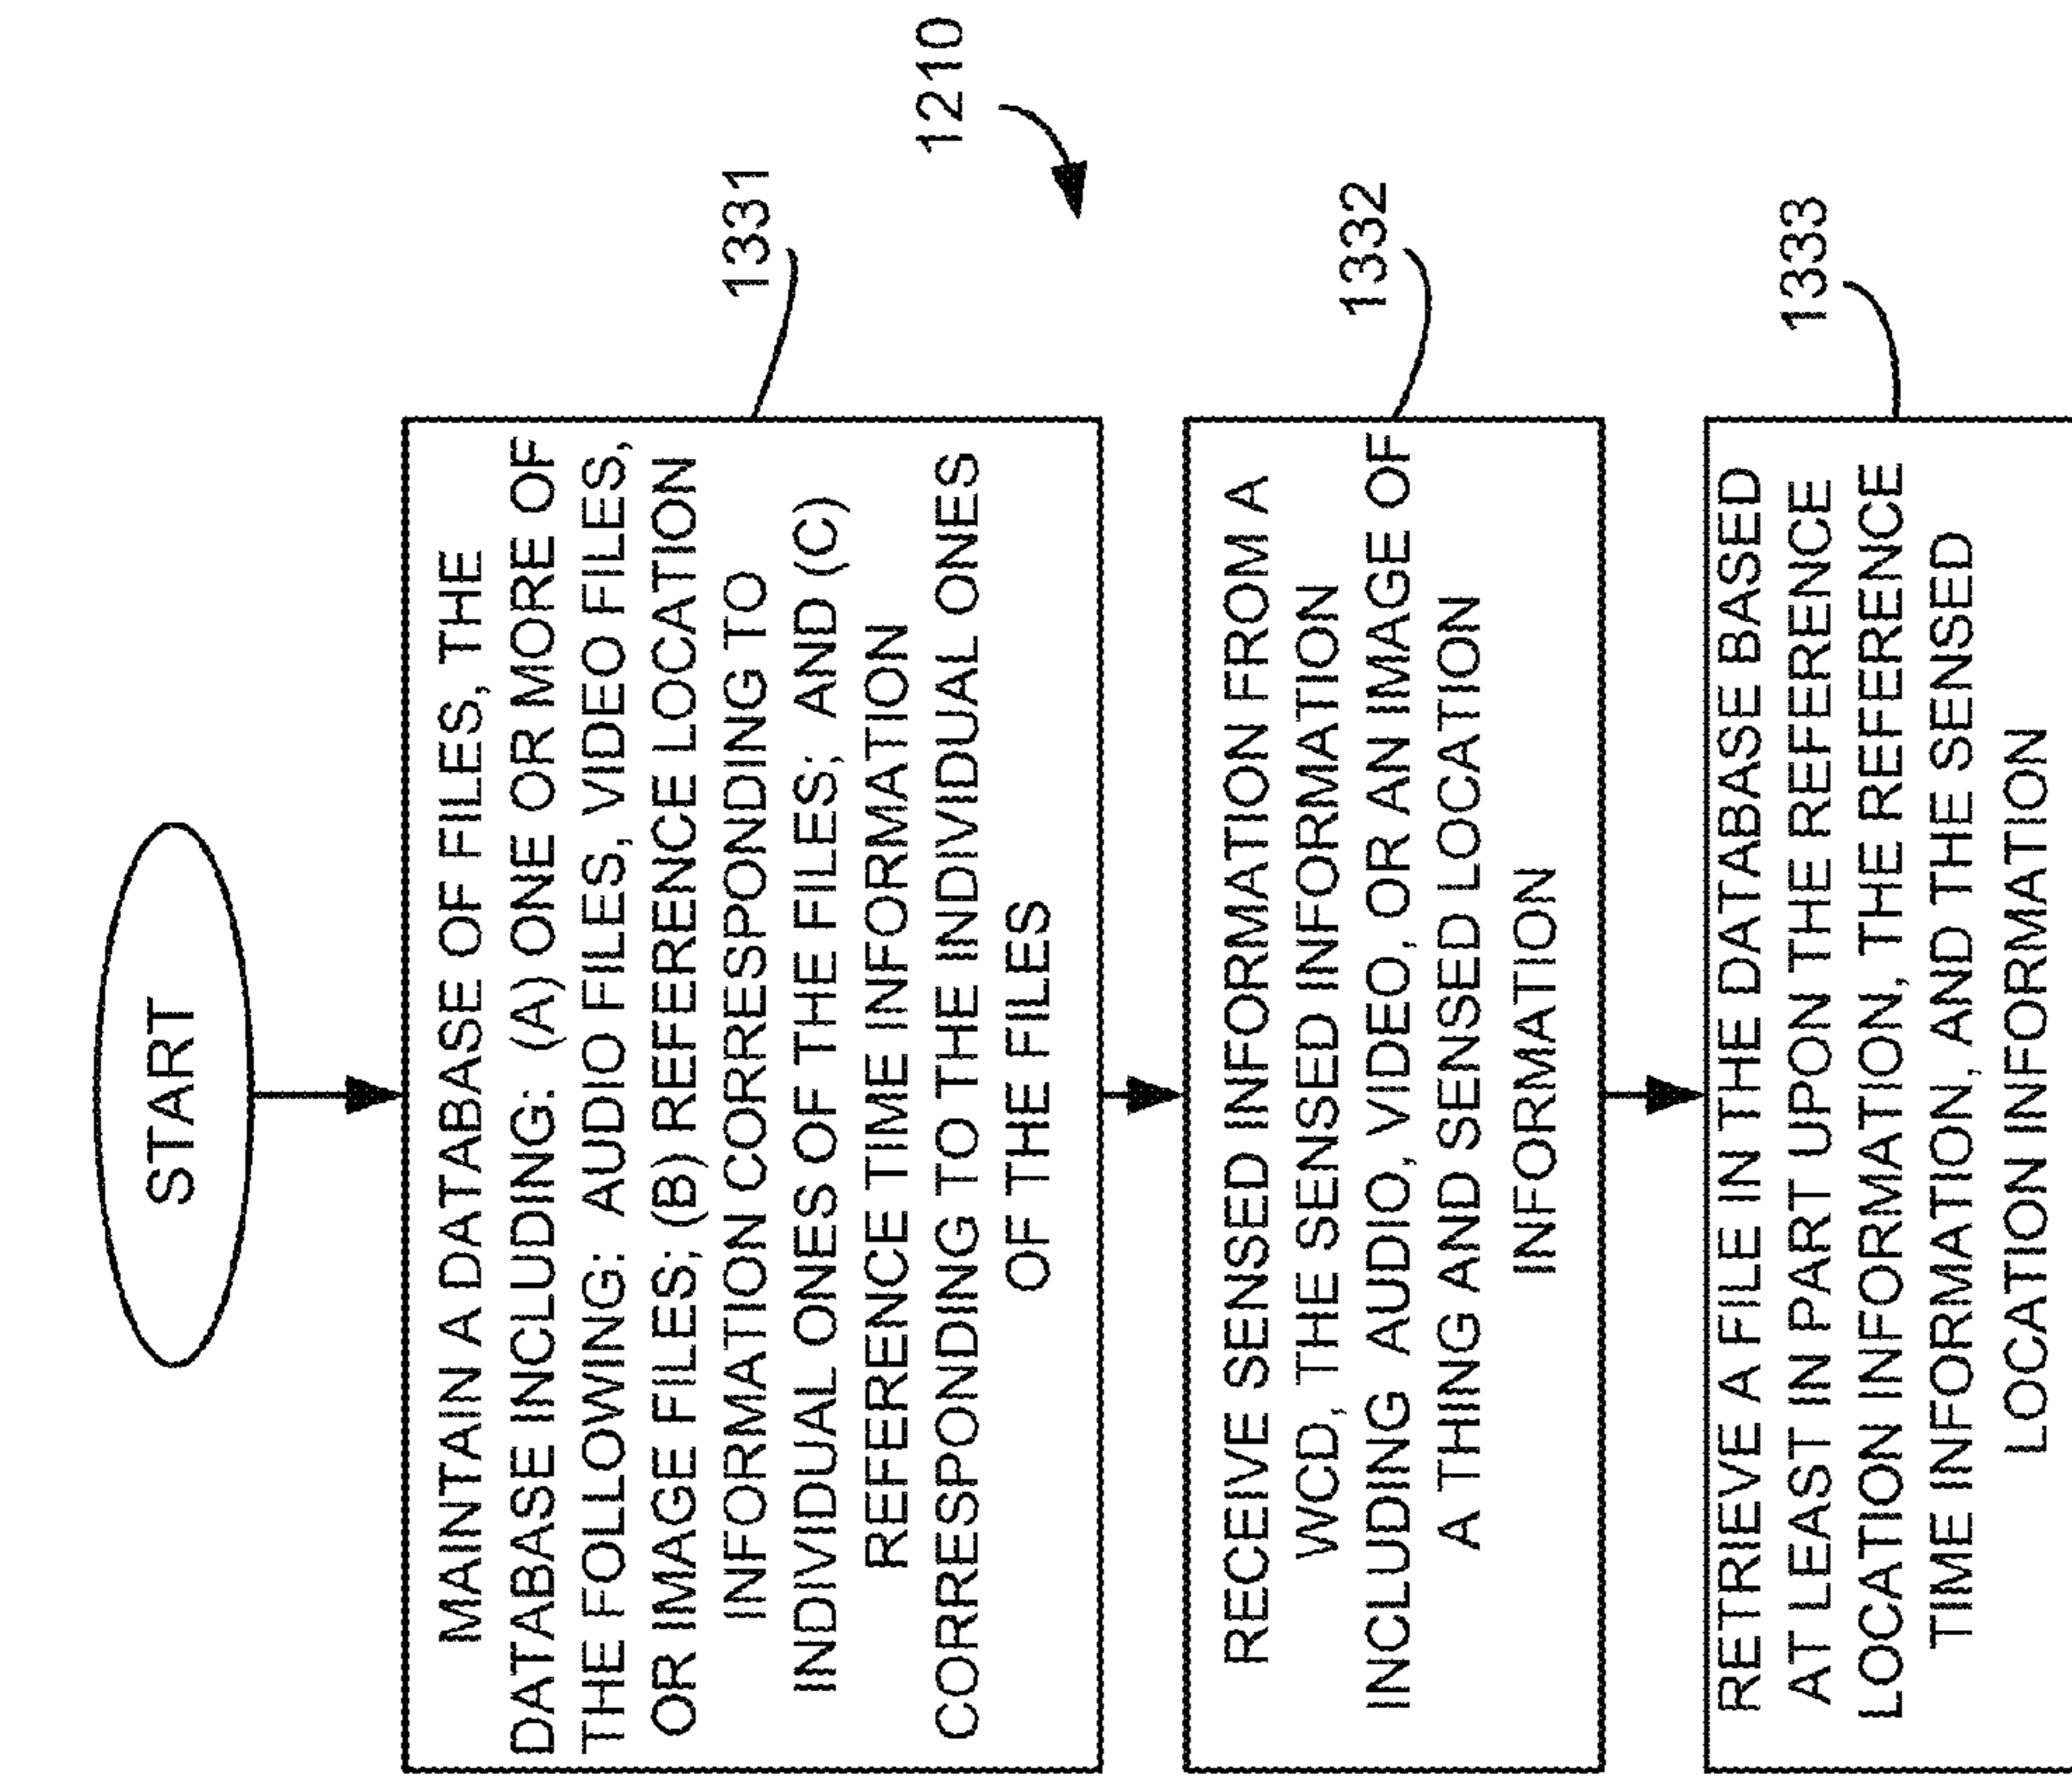 START
MAINTAIN A DATABASE OF FILES, THE
DATABASE INCLUDING: (A) ONE OR MORE OF
THE FOLLOWING: AUDIO FILES, VIDEO FILES,
OR IMAGE FILES; (B) REFERENCE LOCATION
INFORMATION CORRESPONDING TO
INDIVIDUAL ONES OF THE FILES; AND (C)
REFERENCE TIME INFORMATION
CORRESPONDING TO THE INDIVIDUAL ONES
OF THE FILES
1331
1210
RECEIVE SENSED INFORMATION FROM A
WCD, THE SENSED INFORMATION
INCLUDING AUDIO, VIDEO, OR AN IMAGE OF
A THING AND SENSED LOCATION
INFORMATION
1332
RETRIEVE A FILE IN THE DATABASE BASED
AT LEAST IN PART UPON THE REFERENCE
LOCATION INFORMATION, THE REFERENCE
TIME INFORMATION, AND THE SENSED
LOCATION INFORMATION
1333